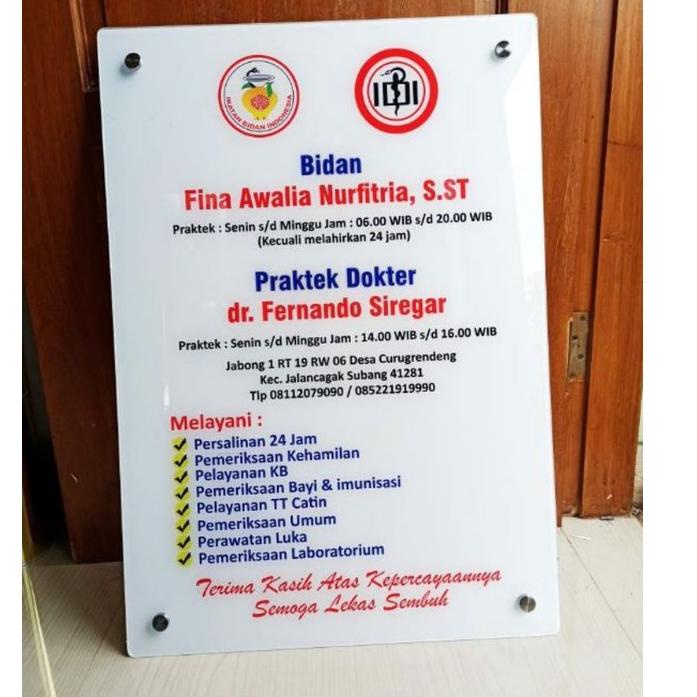 IKATAN BIDAN INDONESIA
IDI
Bidan
Fina Awalia Nurfitria, S.ST
Praktek : Senin s/d Minggu Jam : 06.00 WIB s/d 20.00 WIB
(Kecuali melahirkan 24 jam)
Praktek Dokter
dr. Fernando Siregar
Praktek : Senin s/d Minggu Jam : 14.00 WIB s/d 16.00 WIB
Jabong 1 RT 19 RW 06 Desa Curugrendeng
Kec. Jalancagak Subang 41281
Tlp 08112079090 / 085221919990
Melayani :
Persalinan 24 Jam
Pemeriksaan Kehamilan
Pelayanan KB
Pemeriksaan Bayi & imunisasi
Pelayanan TT Catin
Pemeriksaan Umum
Perawatan Luka
Pemeriksaan Laboratorium
Terima Kasih Atas Kepercayaannya
Semoga Lekas Sembuh